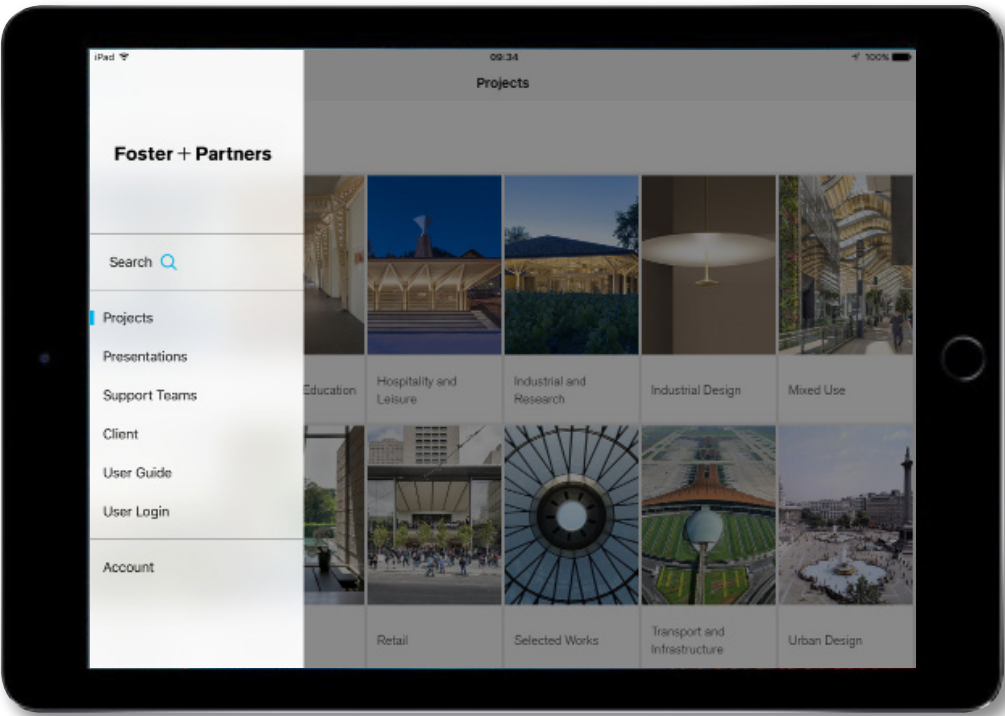 iPad
09:34
100%
Projects
Foster + Partners
Search
Projects
Presentations
Support Teams
Client
User Guide
User Login
Account
Education
Hospitality and
Leisure
Industrial and
Research
Industrial Design
Mixed Use
Retail
Selected Works
Transport and
Infrastructure
Urban Design